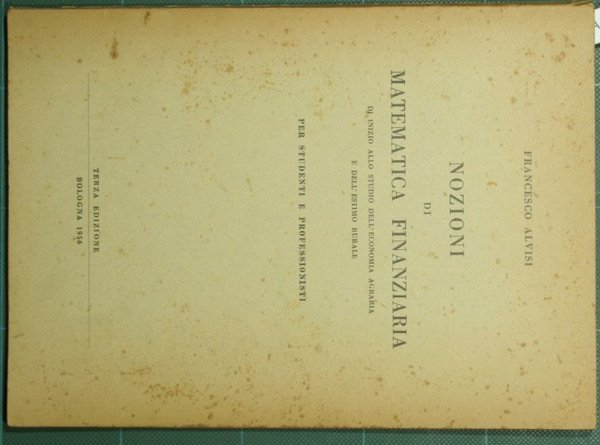 FRANCESCO ALVISI
NOZIONI
DI
MATEMATICA FINANZIARIA
DI INIZIO ALLO STUDIO DELL'ECONOMIA AGRARIA
E DELL'ESTIMO RURALE
PER STUDENTI E PROFESSIONISTI
TERZA EDIZIONE
BOLOGNA 1956